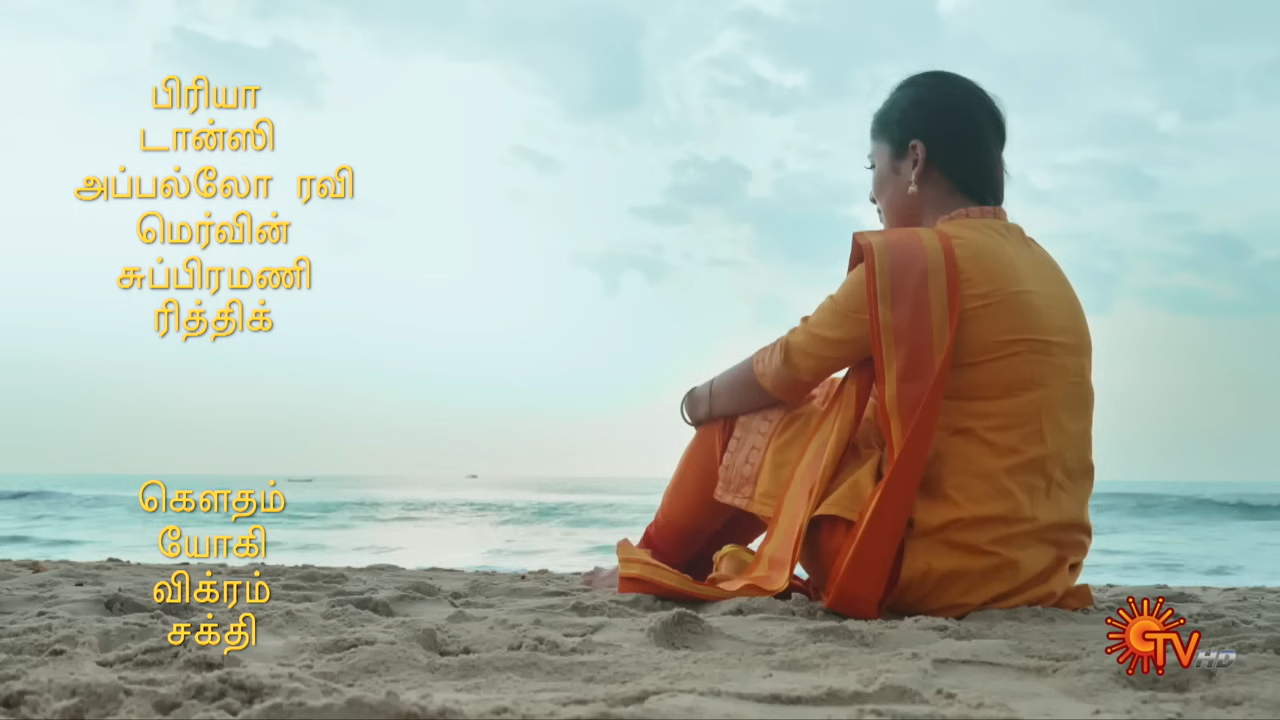 பிரியா
டான்ஸி
அப்பல்லோ ரவி
மெர்வின்
சுப்பிரமணி
ரித்திக்
கௌதம்
யோகி
விக்ரம்
சக்தி
TV HD